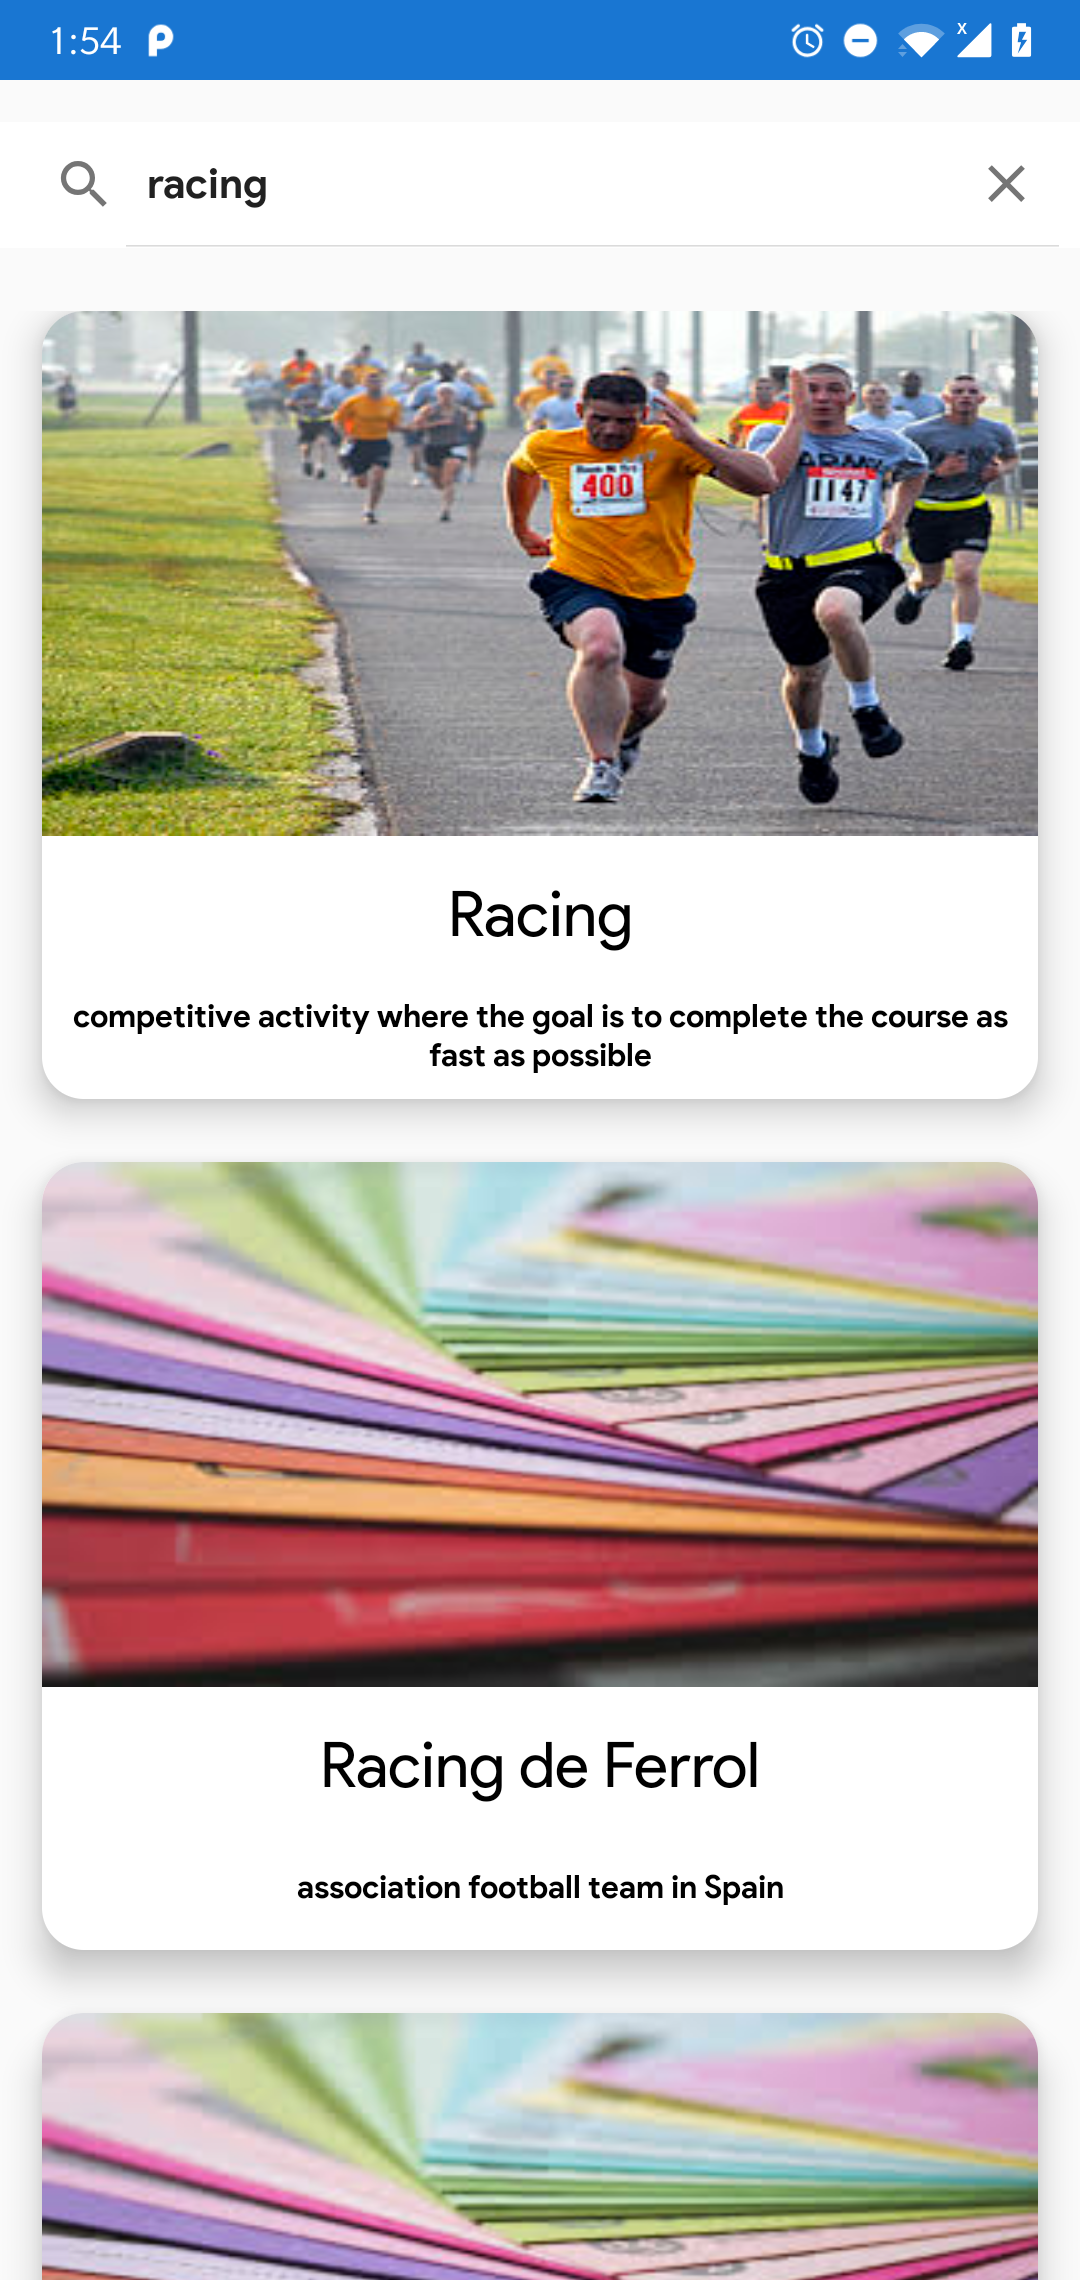 1:54
x
racing
400
ARMY
1147
Racing
competitive activity where the goal is to complete the course as
fast as possible
Racing de Ferrol
association football team in Spain